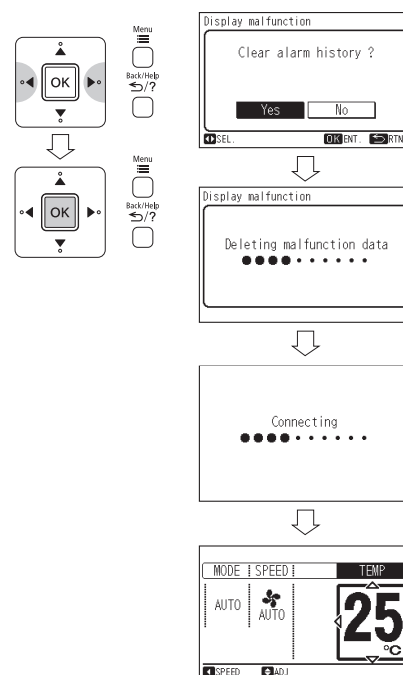 Menu
OK
Back/Help
/?
Menu
OK
Back/Help
/?
Display malfunction
Clear alarm history ?
Yes No
SEL. OK ENT. RTN
Display malfunction
Deleting malfunction data
Connecting
MODE SPEED TEMP
AUTO AUTO 25 °C
SPEED ADJ